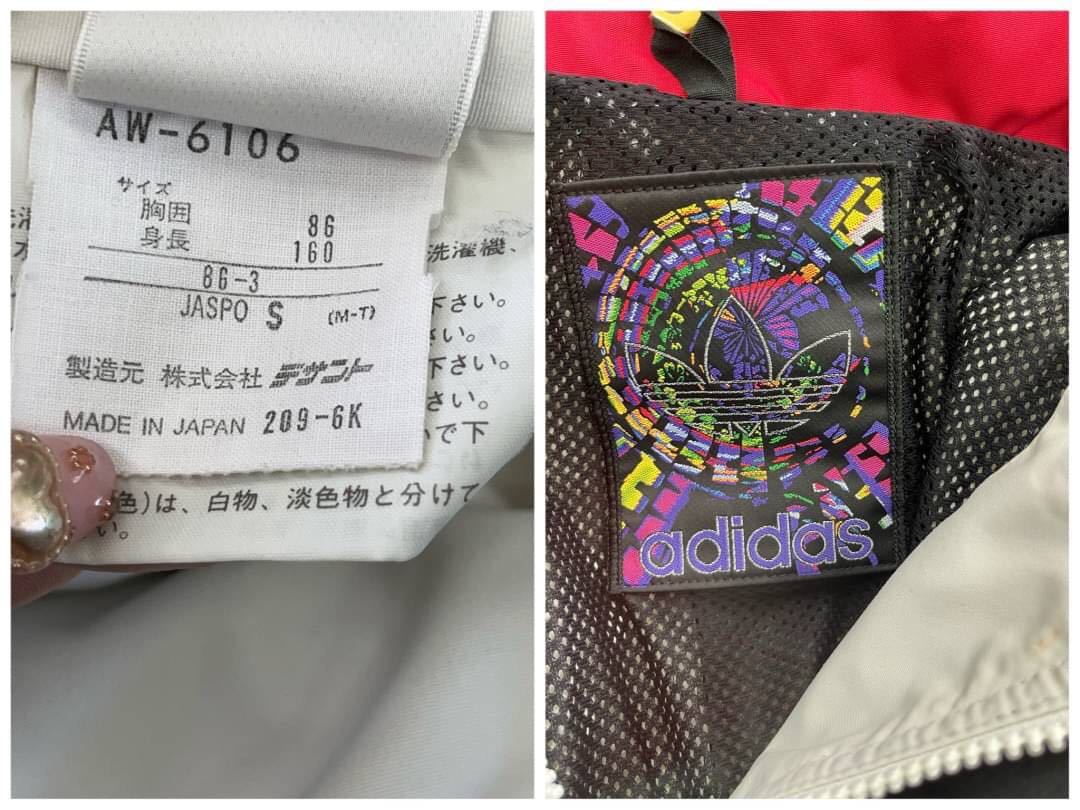 AW-6106
サイズ
胸囲 86
身長 160
86-3
JASPO S (M-T)
製造元 株式会社 デサント
MADE IN JAPAN 209-6K
洗濯機、
下さい。
い。
下さい。
さい。
で下
色)は、白物、淡色物と分けて
い。
adidas